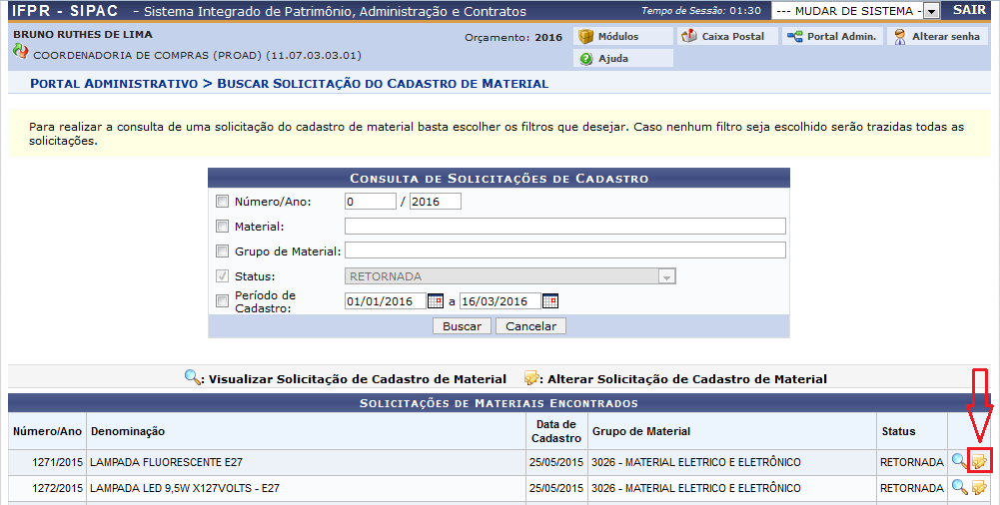 IFPR - SIPAC - Sistema Integrado de Patrimônio, Administração e Contratos Tempo de Sessão: 01:30 --- MUDAR DE SISTEMA - SAIR
BRUNO RUTHES DE LIMA Orçamento: 2016 Módulos Caixa Postal Portal Admin. Alterar senha
COORDENADORIA DE COMPRAS (PROAD) (11.07.03.03.01) Ajuda
PORTAL ADMINISTRATIVO > BUSCAR SOLICITAÇÃO DO CADASTRO DE MATERIAL
Para realizar a consulta de uma solicitação do cadastro de material basta escolher os filtros que desejar. Caso nenhum filtro seja escolhido serão trazidas todas as
solicitações.
CONSULTA DE SOLICITAÇÕES DE CADASTRO
Número/Ano: 0 / 2016
Material:
Grupo de Material:
Status: RETORNADA
Período de
Cadastro: 01/01/2016 a 16/03/2016
Buscar Cancelar
: Visualizar Solicitação de Cadastro de Material : Alterar Solicitação de Cadastro de Material
SOLICITAÇÕES DE MATERIAIS ENCONTRADOS
Número/Ano Denominação Data de Cadastro Grupo de Material Status
1271/2015 LAMPADA FLUORESCENTE E27 25/05/2015 3026 - MATERIAL ELETRICO E ELETRÔNICO RETORNADA
1272/2015 LAMPADA LED 9,5W X127VOLTS - E27 25/05/2015 3026 - MATERIAL ELETRICO E ELETRÔNICO RETORNADA